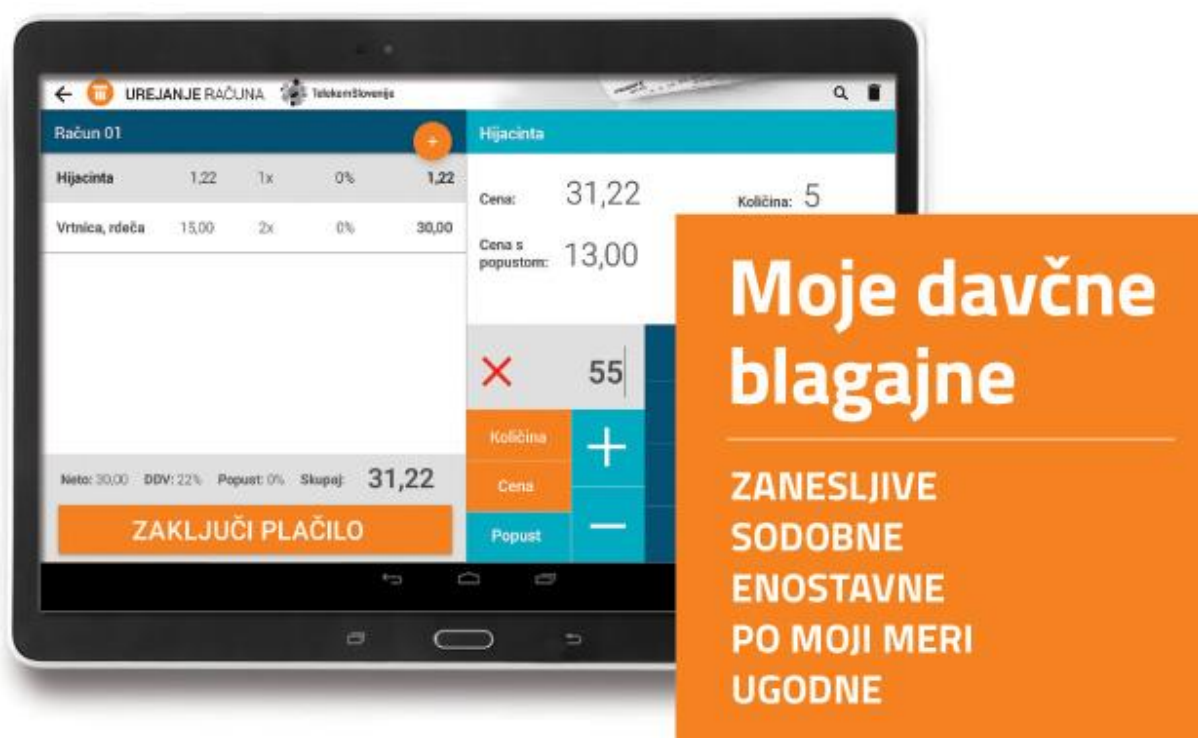 UREJANJE RAČUNA TelekomSlovenije
Račun 01
+
Hijacinta 1,22 1x 0% 1,22
Vrtnica, rdeča 15,00 2x 0% 30,00
Neto: 30,00 DDV: 22% Popust: 0% Skupaj: 31,22
ZAKLJUČI PLAČILO
Hijacinta
Cena: 31,22 Količina: 5
Cena s
popustom: 13,00
55
Količina
Cena
Popust
+
−
Moje davčne
blagajne
ZANESLJIVE
SODOBNE
ENOSTAVNE
PO MOJI MERI
UGODNE